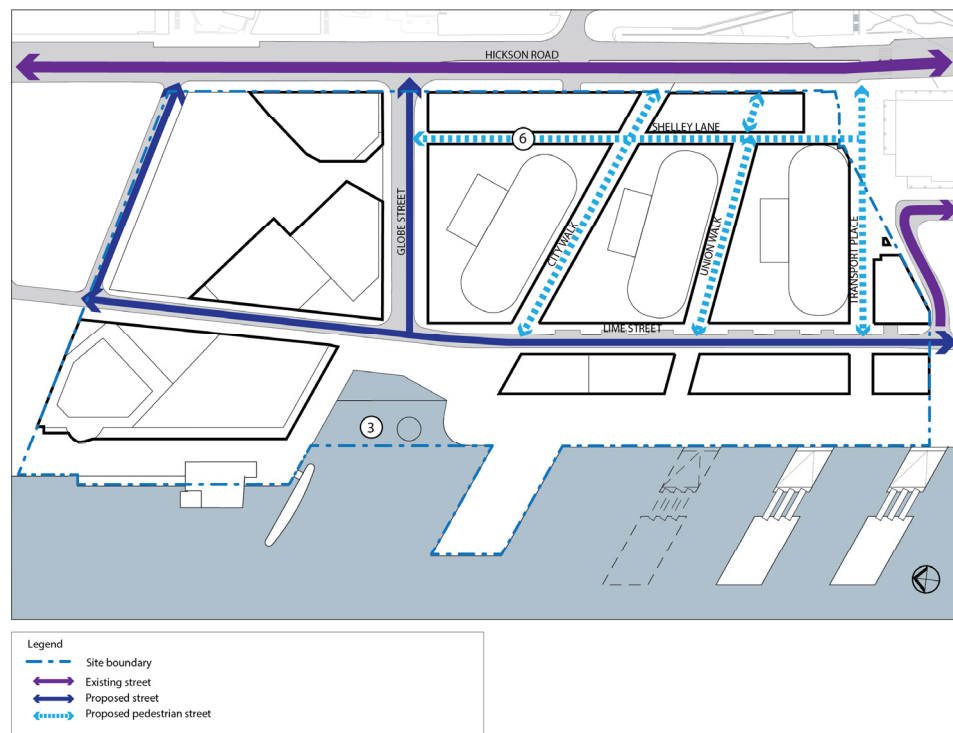 HICKSON ROAD
SHELLEY LANE
6
GLOBE STREET
CITY WALK
UNION WALK
TRANSPORT PLACE
LIME STREET
3
Legend
Site boundary
Existing street
Proposed street
Proposed pedestrian street